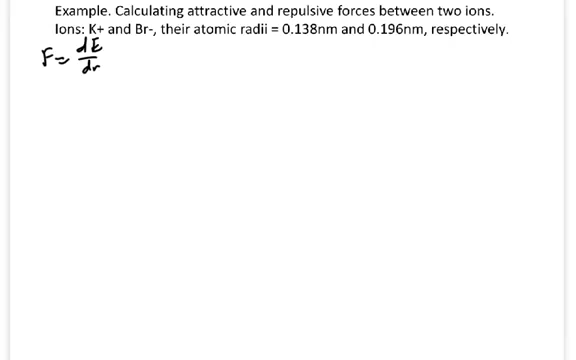 Example. Calculating attractive and repulsive forces between two ions.
Ions: K+ and Br-, their atomic radii = 0.138nm and 0.196nm, respectively.
F = dE/dr